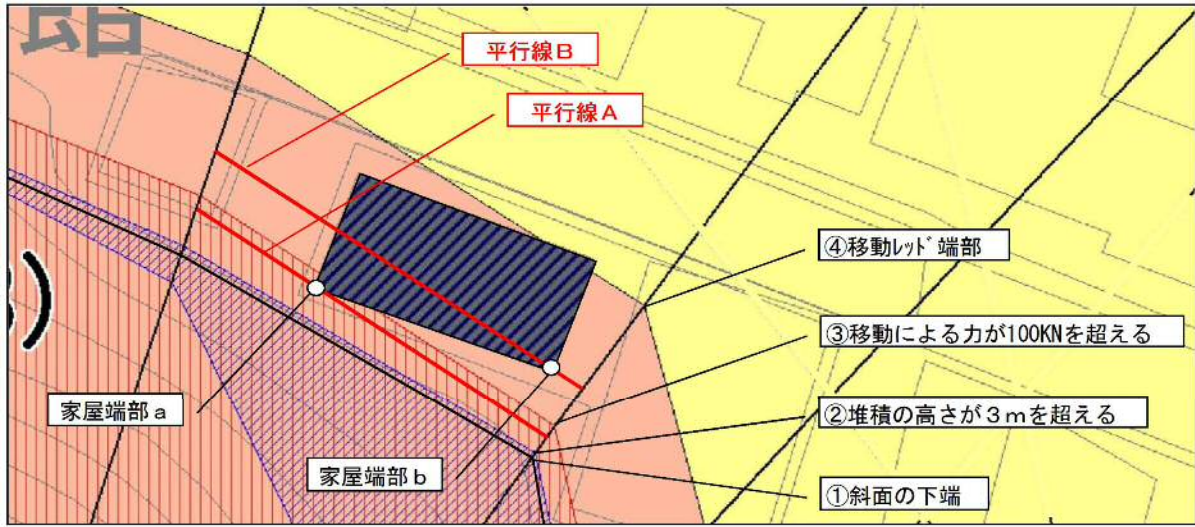 平行線B
平行線A
④移動ﾚｯﾄﾞ端部
③移動による力が100KNを超える
家屋端部a
②堆積の高さが3mを超える
家屋端部b
①斜面の下端